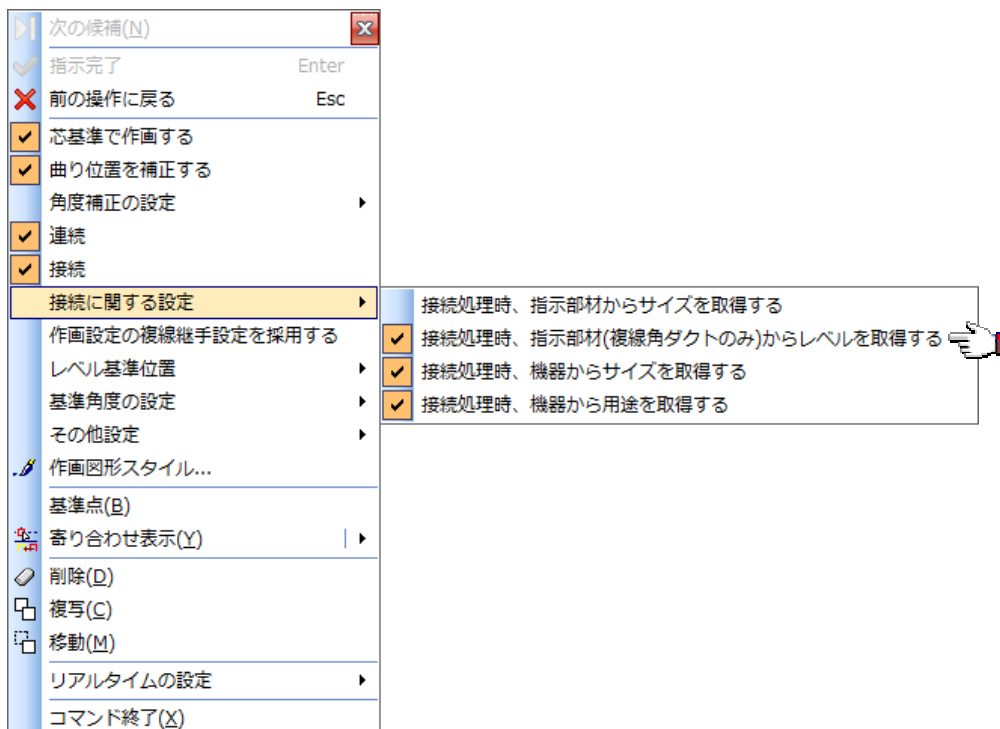 次の候補(N)
指示完了 Enter
前の操作に戻る Esc
芯基準で作画する
曲り位置を補正する
角度補正の設定
連続
接続
接続に関する設定
作画設定の複線継手設定を採用する
レベル基準位置
基準角度の設定
その他設定
作画図形スタイル...
基準点(B)
寄り合わせ表示(Y)
削除(D)
複写(C)
移動(M)
リアルタイムの設定
コマンド終了(X)
接続処理時、指示部材からサイズを取得する
接続処理時、指示部材(複線角ダクトのみ)からレベルを取得する
接続処理時、機器からサイズを取得する
接続処理時、機器から用途を取得する